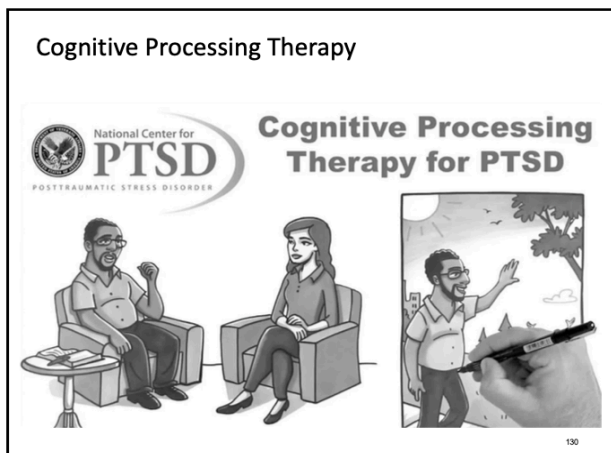 Cognitive Processing Therapy
National Center for
PTSD
POSTTRAUMATIC STRESS DISORDER
Cognitive Processing
Therapy for PTSD
130